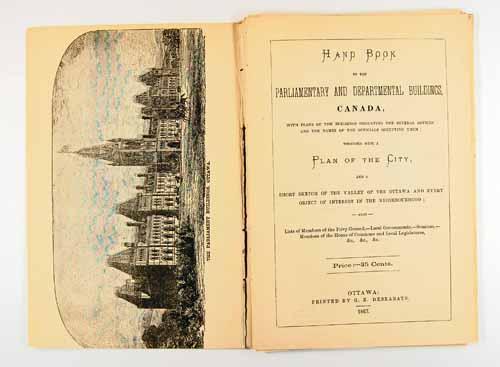 THE PARLIAMENTARY BUILDINGS, OTTAWA.
HAND BOOK
TO THE
PARLIAMENTARY AND DEPARTMENTAL BUILDINGS,
CANADA,
WITH PLANS OF THE BUILDINGS INDICATING THE SEVERAL OFFICES
AND THE NAMES OF THE OFFICIALS OCCUPYING THEM
TOGETHER WITH A
PLAN OF THE CITY,
AND A
SHORT SKETCH OF THE VALLEY OF THE OTTAWA AND EVERY
OBJECT OF INTEREST IN THE NEIGHBOURHOOD;
ALSO
Lists of Members of the Privy Council,—Local Governments,—Senators,—
Members of the House of Commons and Local Legislatures,
&c., &c., &c.
Price:—25 Cents.
OTTAWA:
PRINTED BY G. E. DESBARATS,
1867.